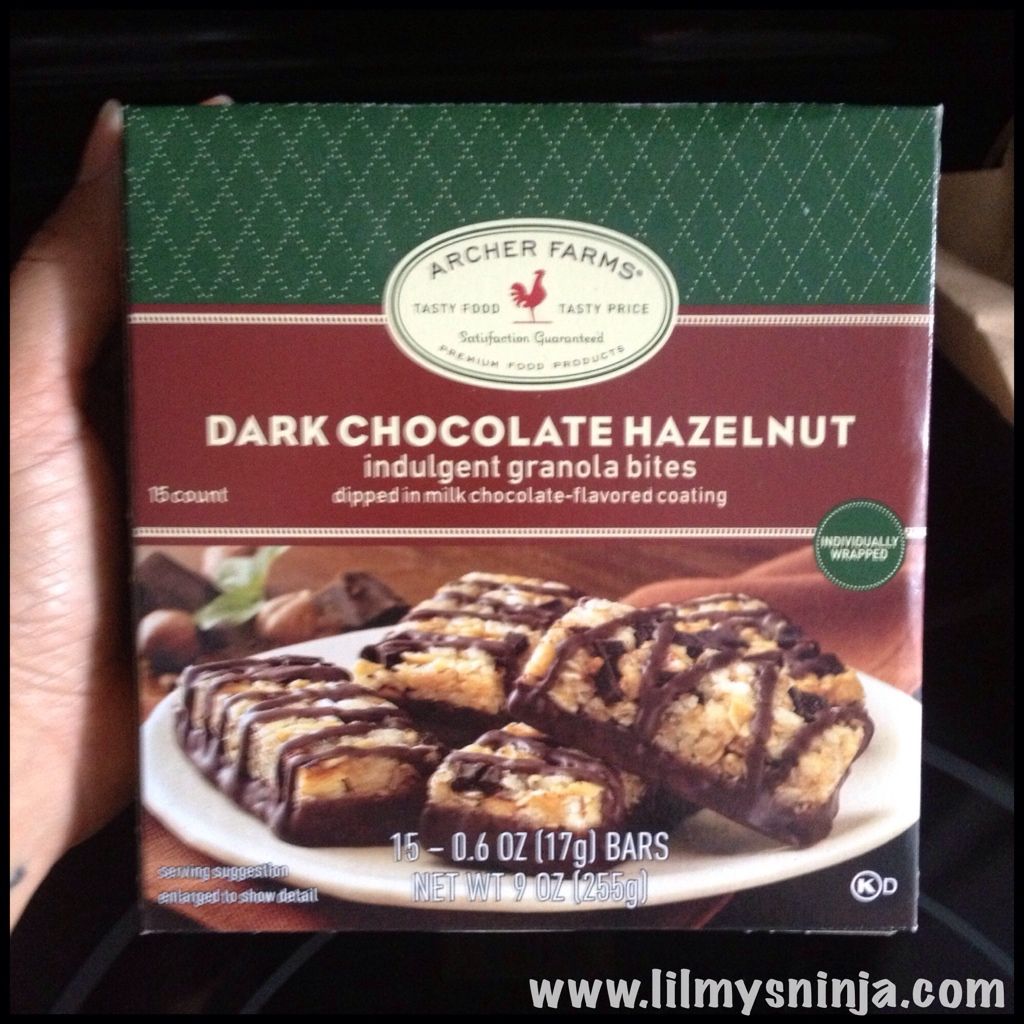 ARCHER FARMS®
TASTY FOOD TASTY PRICE
Satisfaction Guaranteed
PREMIUM FOOD PRODUCTS
DARK CHOCOLATE HAZELNUT
indulgent granola bites
15 count
dipped in milk chocolate-flavored coating
INDIVIDUALLY
WRAPPED
15 – 0.6 OZ (17g) BARS
NET WT 9 OZ (255g)
serving suggestion
enlarged to show detail
K D
www.lilmysninja.com